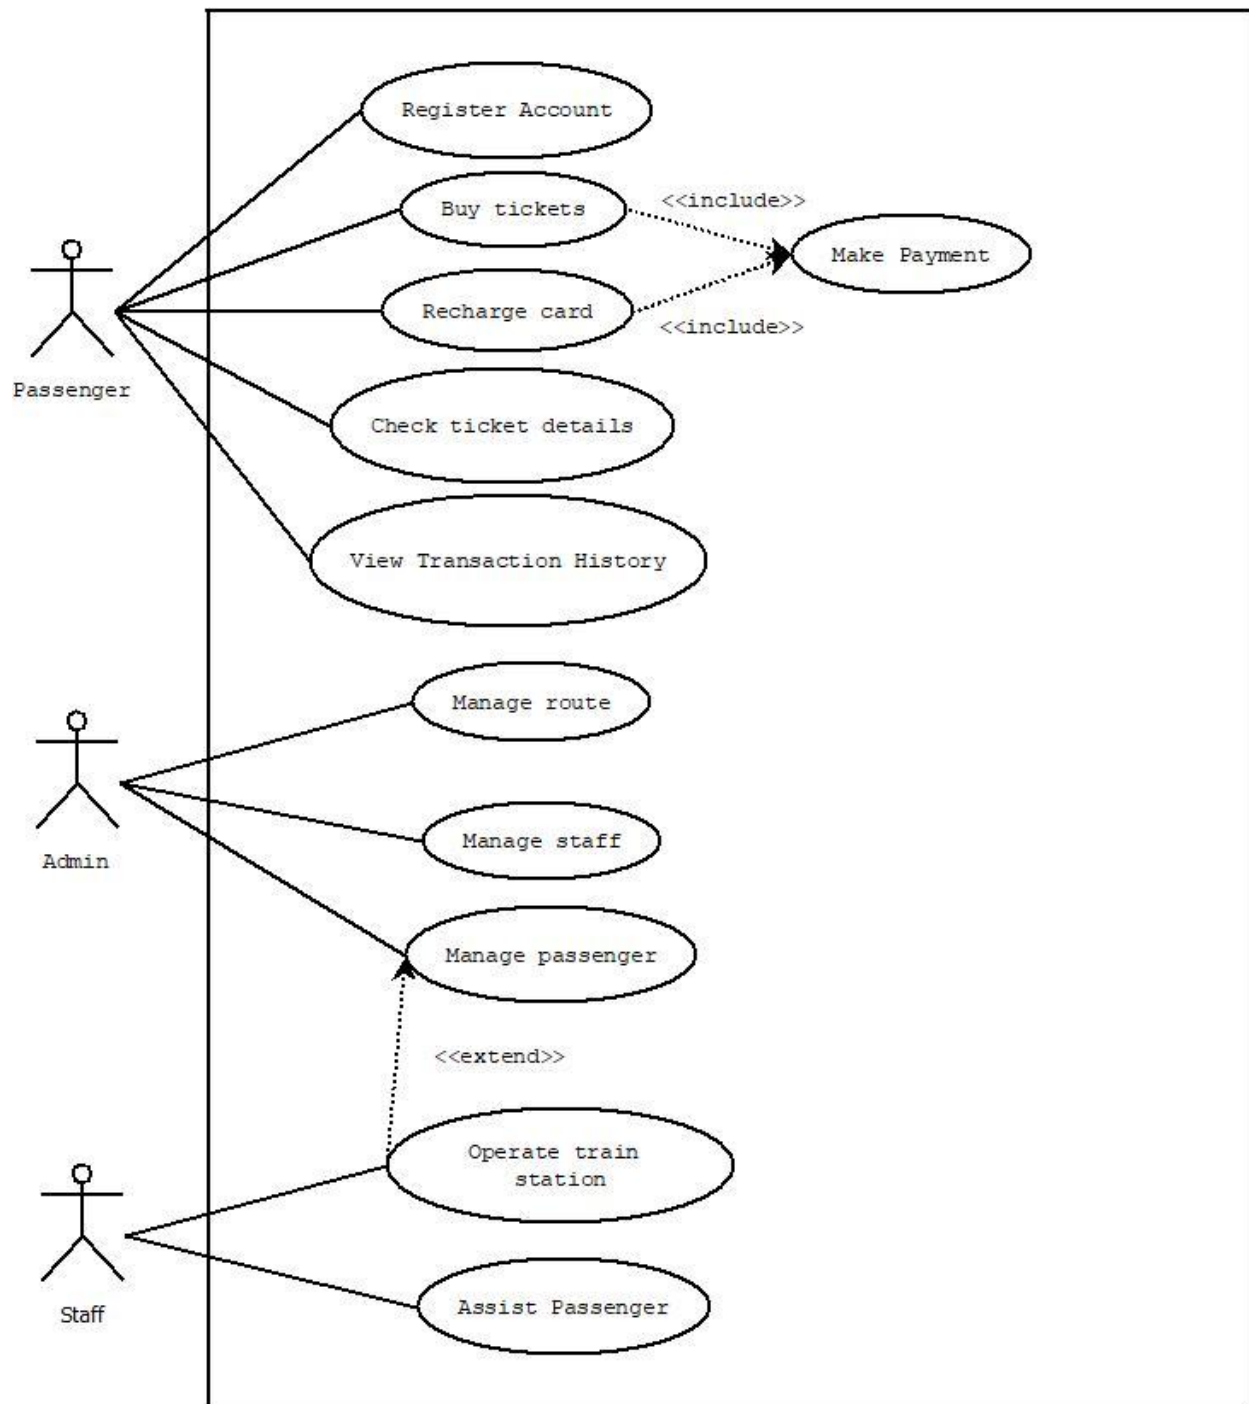 Register Account
Buy tickets
<<include>>
Make Payment
Recharge card
<<include>>
Passenger
Check ticket details
View Transaction History
Manage route
Manage staff
Admin
Manage passenger
<<extend>>
Operate train
station
Assist Passenger
Staff